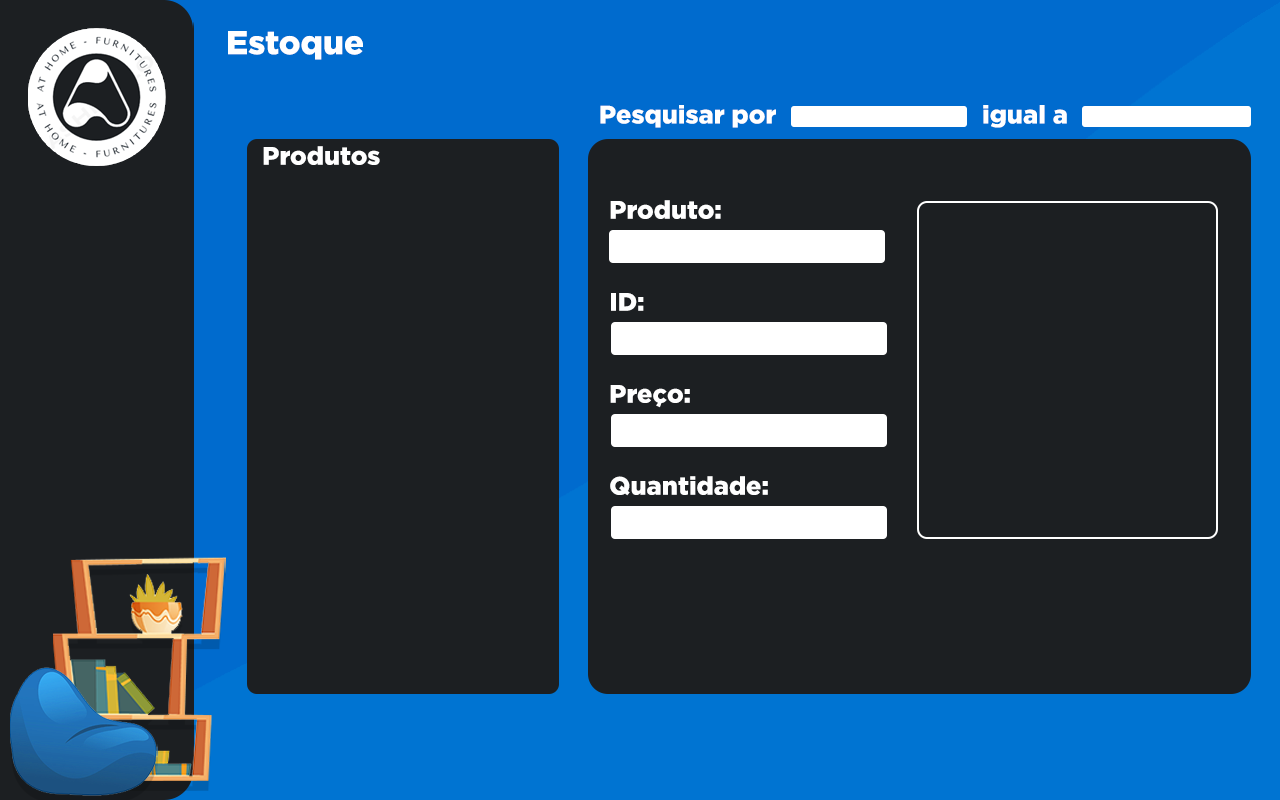 AT HOME - FURNITURES
AT HOME - FURNITURES
Estoque
Pesquisar por igual a
Produtos
Produto:
ID:
Preço:
Quantidade: